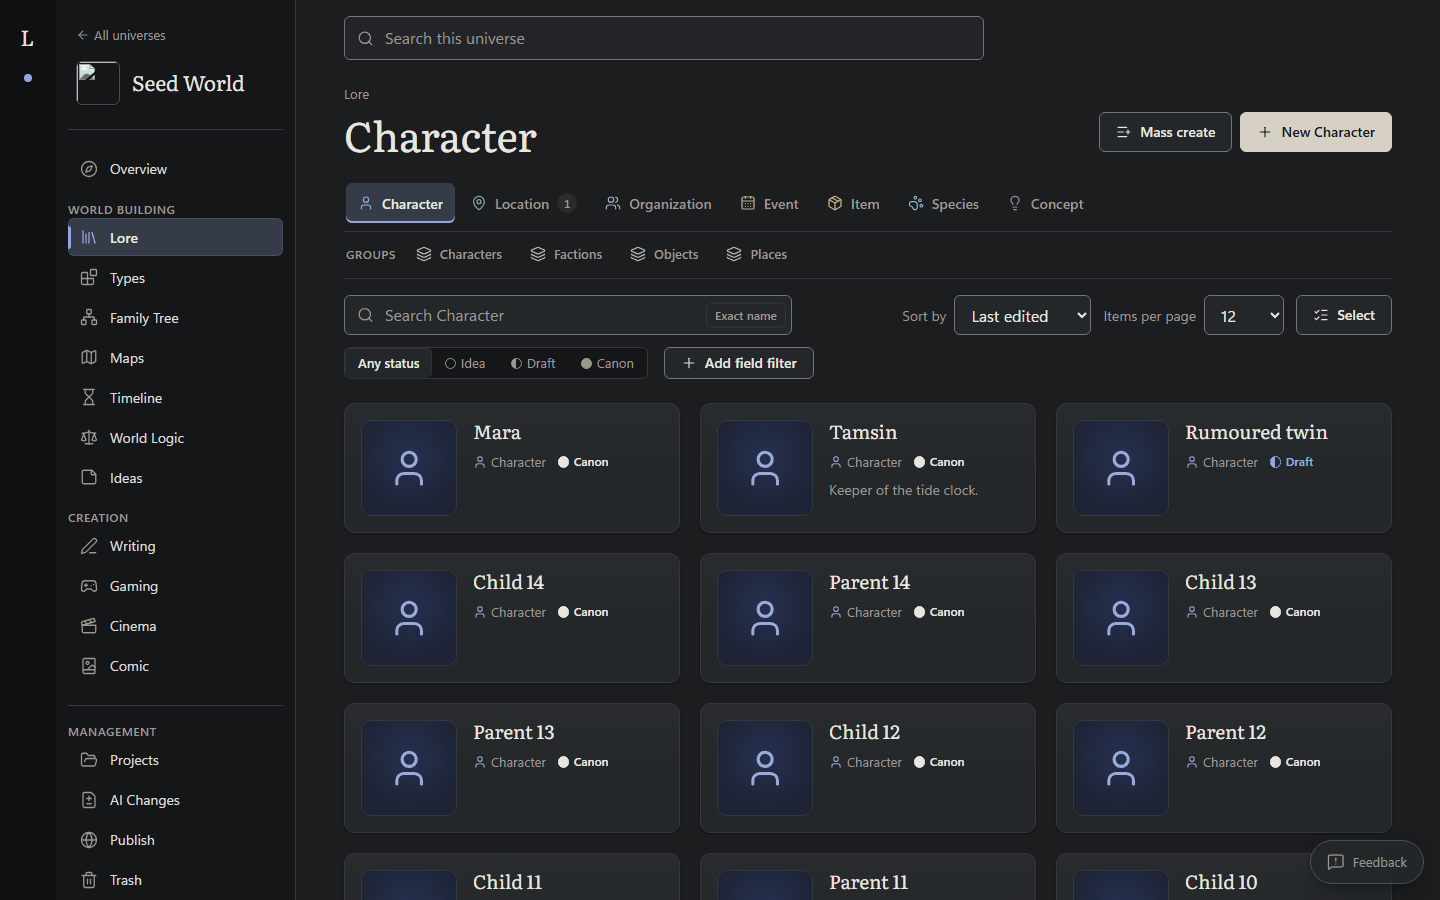 L
All universes
Seed World
Overview
WORLD BUILDING
Lore
Types
Family Tree
Maps
Timeline
World Logic
Ideas
CREATION
Writing
Gaming
Cinema
Comic
MANAGEMENT
Projects
AI Changes
Publish
Trash
Search this universe
Lore
Character
Mass create
New Character
Character
Location 1
Organization
Event
Item
Species
Concept
GROUPS
Characters
Factions
Objects
Places
Search Character
Exact name
Sort by
Last edited
Items per page
12
Select
Any status
Idea
Draft
Canon
Add field filter
Mara
Character Canon
Tamsin
Character Canon
Keeper of the tide clock.
Rumoured twin
Character Draft
Child 14
Character Canon
Parent 14
Character Canon
Child 13
Character Canon
Parent 13
Character Canon
Child 12
Character Canon
Parent 12
Character Canon
Child 11
Parent 11
Child 10
Feedback